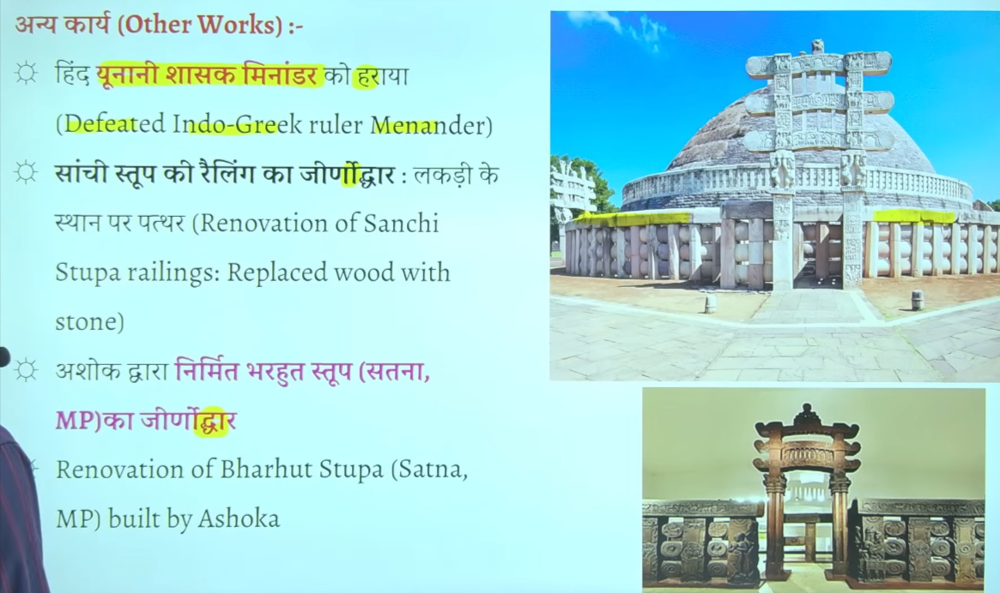 अन्य कार्य (Other Works) :-
हिंद यूनानी शासक मिनांडर को हराया
(Defeated Indo-Greek ruler Menander)
सांची स्तूप की रैलिंग का जीर्णोद्धार : लकड़ी के
स्थान पर पत्थर (Renovation of Sanchi
Stupa railings: Replaced wood with
stone)
अशोक द्वारा निर्मित भरहुत स्तूप (सतना,
MP)का जीर्णोद्धार
Renovation of Bharhut Stupa (Satna,
MP) built by Ashoka